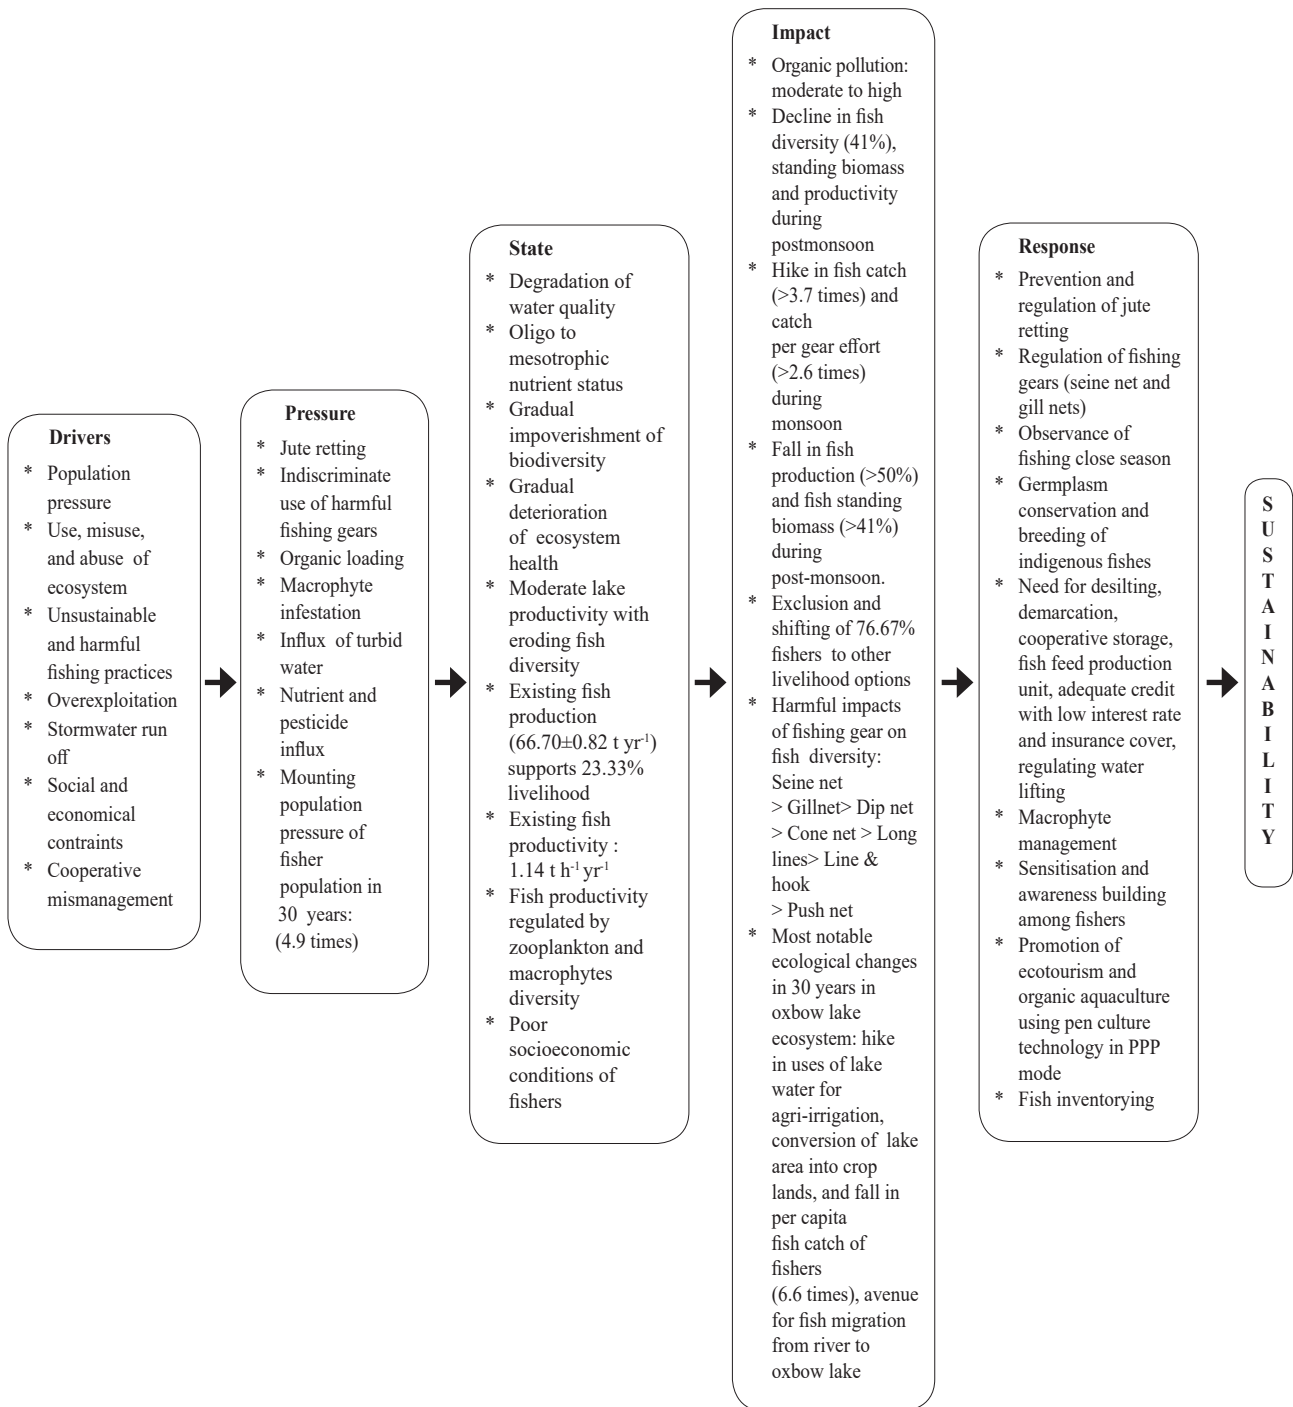 Drivers
* Population
pressure
* Use, misuse,
and abuse of
ecosystem
* Unsustainable
and harmful
fishing practices
* Overexploitation
* Stormwater run
off
* Social and
economical
contraints
* Cooperative
mismanagement
Pressure
* Jute retting
* Indiscriminate
use of harmful
fishing gears
* Organic loading
* Macrophyte
infestation
* Influx of turbid
water
* Nutrient and
pesticide
influx
* Mounting
population
pressure of
fisher
population in
30 years:
(4.9 times)
State
* Degradation of
water quality
* Oligo to
mesotrophic
nutrient status
* Gradual
impoverishment of
biodiversity
* Gradual
deterioration
of ecosystem
health
* Moderate lake
productivity with
eroding fish
diversity
* Existing fish
production
(66.70±0.82 t yr⁻¹)
supports 23.33%
livelihood
* Existing fish
productivity :
1.14 t h⁻¹ yr⁻¹
* Fish productivity
regulated by
zooplankton and
macrophytes
diversity
* Poor
socioeconomic
conditions of
fishers
Impact
* Organic pollution:
moderate to high
* Decline in fish
diversity (41%),
standing biomass
and productivity
during
postmonsoon
* Hike in fish catch
(>3.7 times) and
catch
per gear effort
(>2.6 times)
during
monsoon
* Fall in fish
production (>50%)
and fish standing
biomass (>41%)
during
post-monsoon.
* Exclusion and
shifting of 76.67%
fishers to other
livelihood options
* Harmful impacts
of fishing gear on
fish diversity:
Seine net
> Gillnet> Dip net
> Cone net > Long
lines> Line &
hook
> Push net
* Most notable
ecological changes
in 30 years in
oxbow lake
ecosystem: hike
in uses of lake
water for
agri-irrigation,
conversion of lake
area into crop
lands, and fall in
per capita
fish catch of
fishers
(6.6 times), avenue
for fish migration
from river to
oxbow lake
Response
* Prevention and
regulation of jute
retting
* Regulation of fishing
gears (seine net and
gill nets)
* Observance of
fishing close season
* Germplasm
conservation and
breeding of
indigenous fishes
* Need for desilting,
demarcation,
cooperative storage,
fish feed production
unit, adequate credit
with low interest rate
and insurance cover,
regulating water
lifting
* Macrophyte
management
* Sensitisation and
awareness building
among fishers
* Promotion of
ecotourism and
organic aquaculture
using pen culture
technology in PPP
mode
* Fish inventorying
S
U
S
T
A
I
N
A
B
I
L
I
T
Y